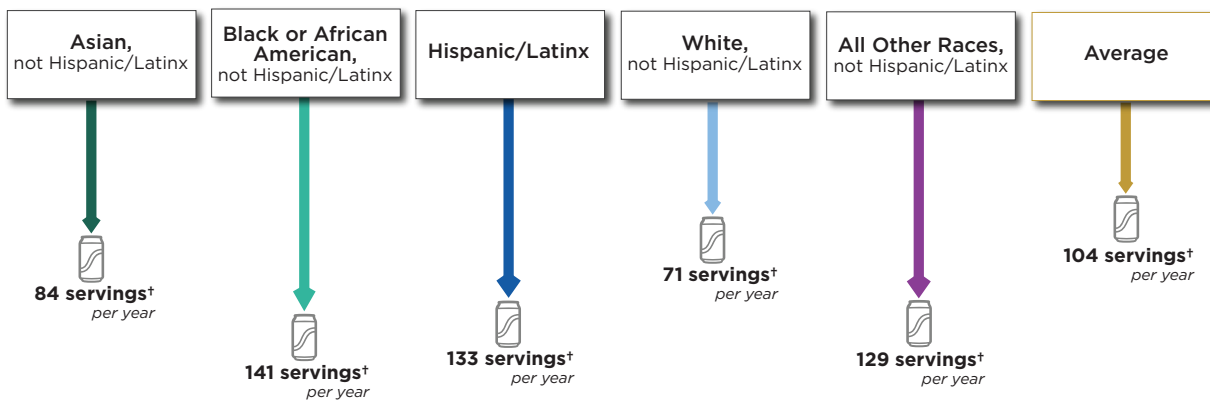 Asian,
not Hispanic/Latinx
84 servings†
per year
Black or African
American,
not Hispanic/Latinx
141 servings†
per year
Hispanic/Latinx
133 servings†
per year
White,
not Hispanic/Latinx
71 servings†
per year
All Other Races,
not Hispanic/Latinx
129 servings†
per year
Average
104 servings†
per year